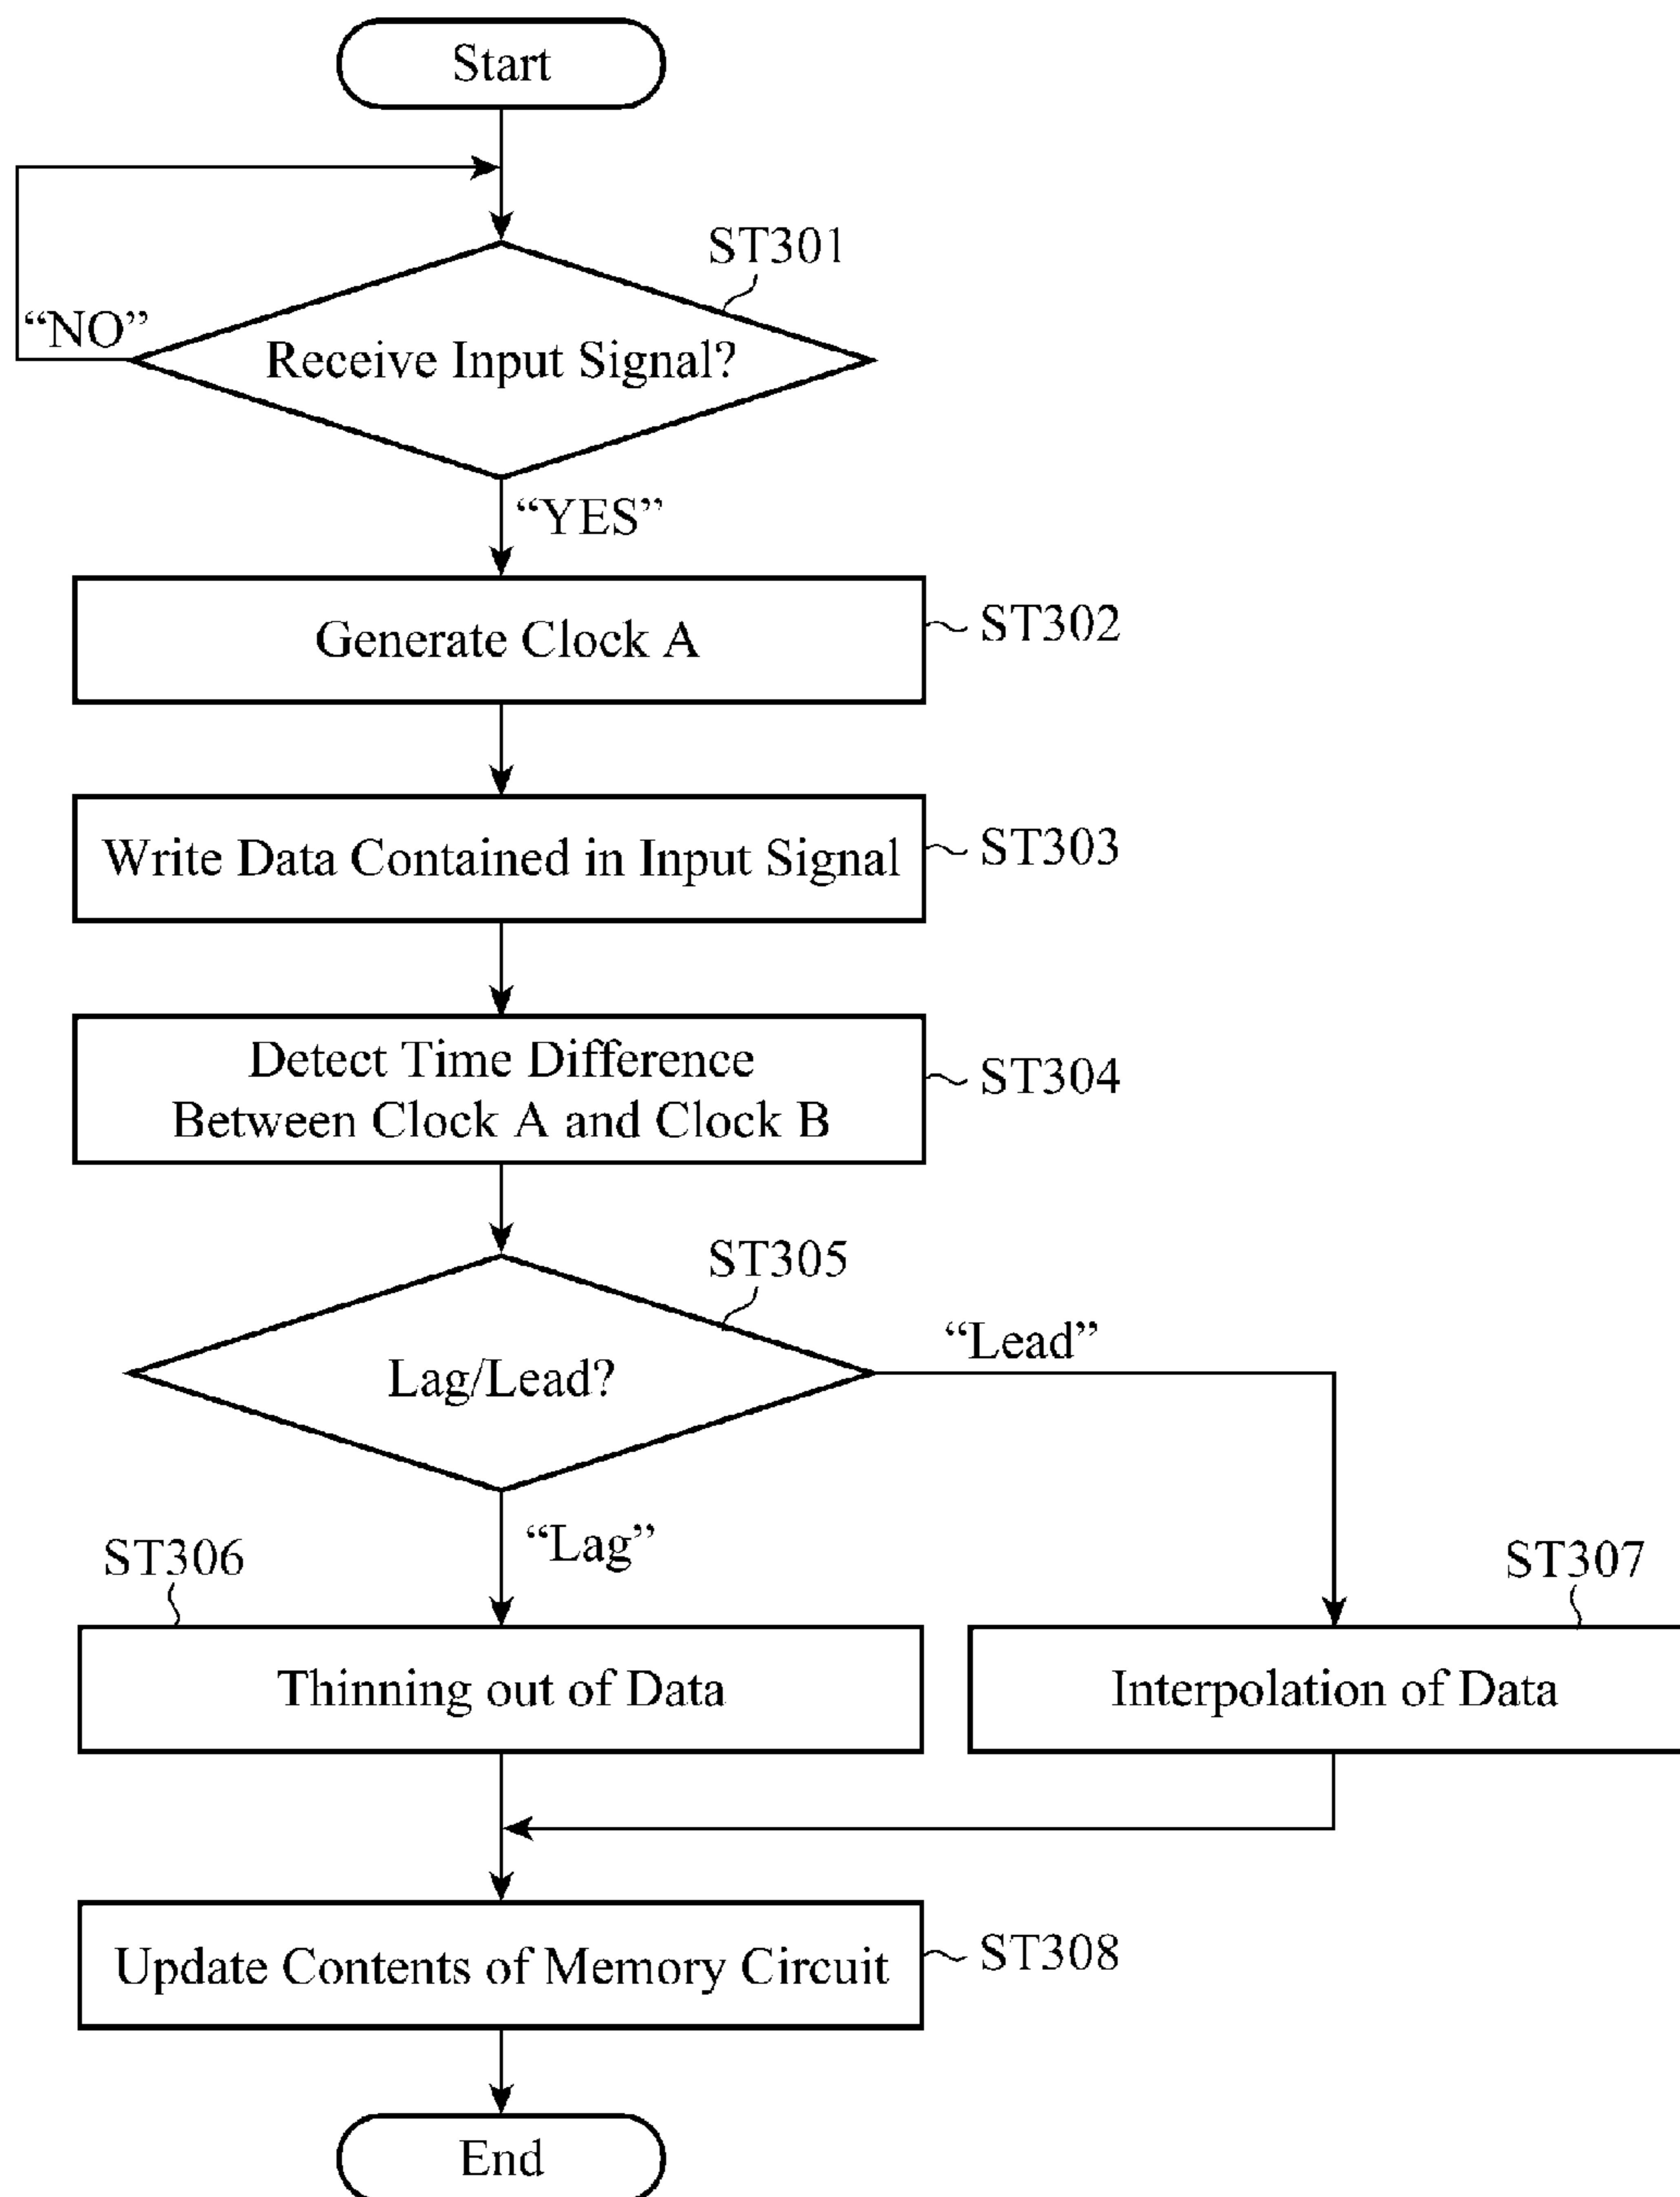 Start
ST301
“NO”
Receive Input Signal?
“YES”
Generate Clock A
ST302
Write Data Contained in Input Signal
ST303
Detect Time Difference
Between Clock A and Clock B
ST304
ST305
“Lead”
Lag/Lead?
“Lag”
ST306
ST307
Thinning out of Data
Interpolation of Data
Update Contents of Memory Circuit
ST308
End